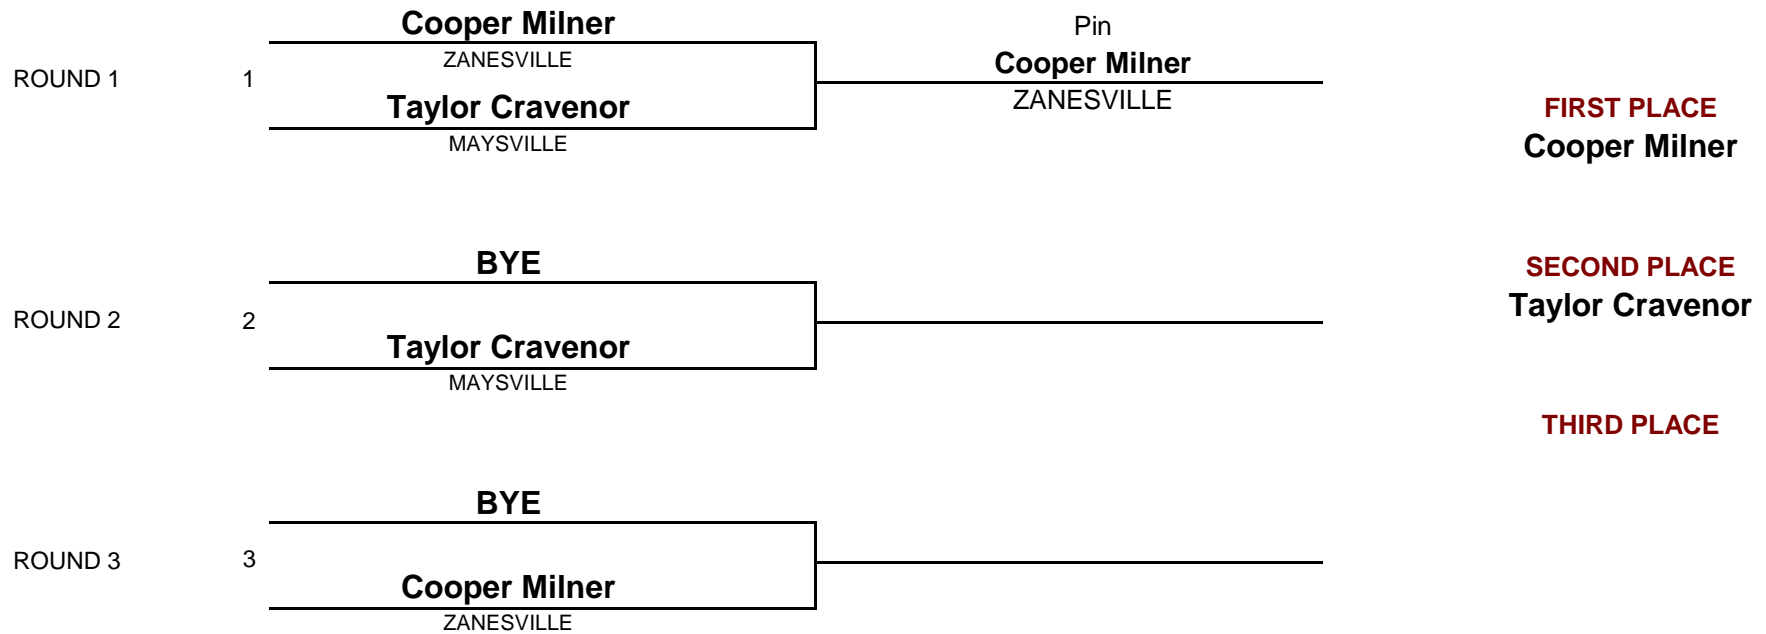 Cooper Milner
ZANESVILLE
ROUND 1
1
Taylor Cravenor
MAYSVILLE
Pin
Cooper Milner
ZANESVILLE
FIRST PLACE
Cooper Milner
BYE
ROUND 2
2
Taylor Cravenor
MAYSVILLE
SECOND PLACE
Taylor Cravenor
THIRD PLACE
BYE
ROUND 3
3
Cooper Milner
ZANESVILLE